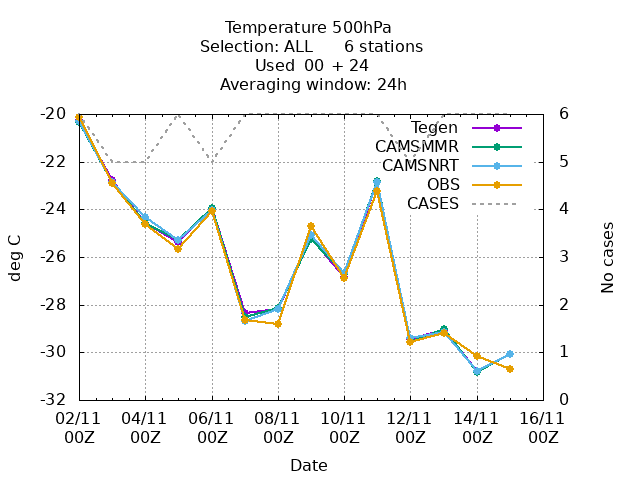 Temperature 500hPa
Selection: ALL 6 stations
Used 00 + 24
Averaging window: 24h
-20
-22
-24
-26
-28
-30
-32
deg C
6
5
4
3
2
1
0
No cases
Tegen
CAMSiMMR
CAMSNRT
OBS
CASES
02/11 04/11 06/11 08/11 10/11 12/11 14/11 16/11
00Z 00Z 00Z 00Z 00Z 00Z 00Z 00Z
Date